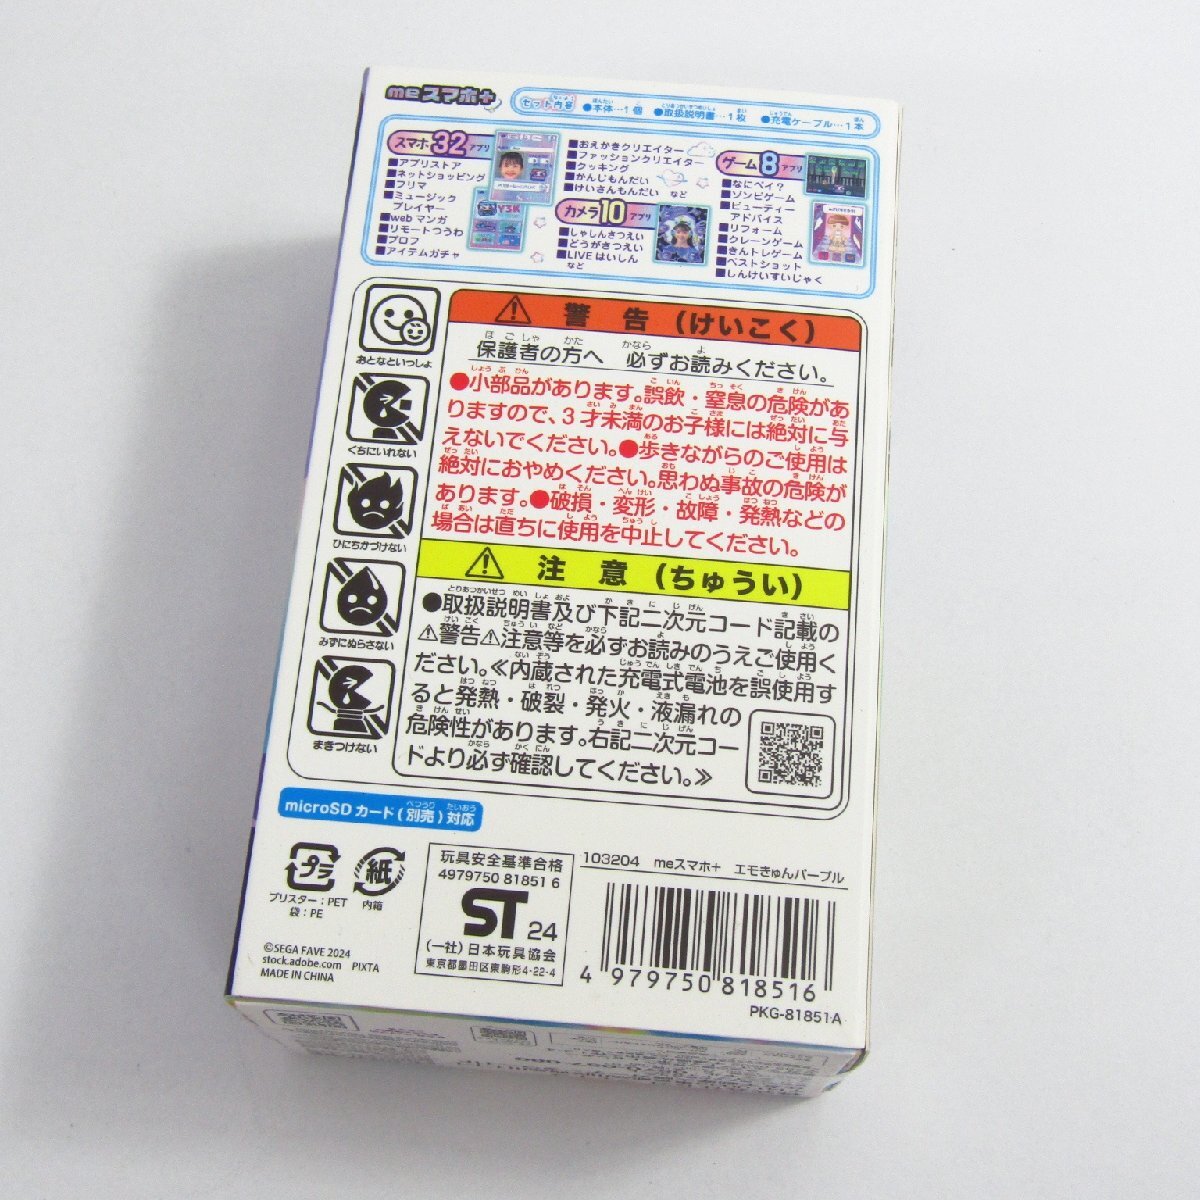 meスマホ+
セット内容 ●本体…1個 ●取扱説明書…1枚 ●充電ケーブル…1本
スマホ32アプリ
■アプリストア
■ネットショッピング
■フリマ
■ミュージック
プレイヤー
■webマンガ
■リモートつうわ
■プロフ
■アイテムガチャ
■おえかきクリエイター
■ファッションクリエイター
■クッキング
■かんじもんだい
■けいさんもんだい など
カメラ10アプリ
■しゃしんさつえい
■どうがさつえい
■LIVEはいしん
など
ゲーム8アプリ
■なにペイ?
■ゾンビゲーム
■ビューティー
アドバイス
■リフォーム
■クレーンゲーム
■きんトレゲーム
■ベストショット
■しんけいすいじゃく
おとなといっしょ
くちにいれない
ひにちかづけない
みずにぬらさない
まきつけない
⚠ 警告(けいこく)
保護者の方へ 必ずお読みください。
●小部品があります。誤飲・窒息の危険があ
りますので、3才未満のお子様には絶対に与
えないでください。●歩きながらのご使用は
絶対におやめください。思わぬ事故の危険が
あります。●破損・変形・故障・発熱などの
場合は直ちに使用を中止してください。
⚠ 注意(ちゅうい)
●取扱説明書及び下記二次元コード記載の
⚠警告⚠注意等を必ずお読みのうえご使用く
ださい。≪内蔵された充電式電池を誤使用す
ると発熱・破裂・発火・液漏れの
危険性があります。右記二次元コー
ドより必ず確認してください。≫
microSDカード(別売)対応
プラ
ブリスター:PET
袋:PE
紙
内箱
©SEGA FAVE 2024
stock.adobe.com PIXTA
MADE IN CHINA
玩具安全基準合格
4979750 81851 6
ST 24
(一社)日本玩具協会
東京都墨田区東駒形4-22-4
103204 meスマホ+ エモきゅんパープル
4 979750 818516
PKG-81851A